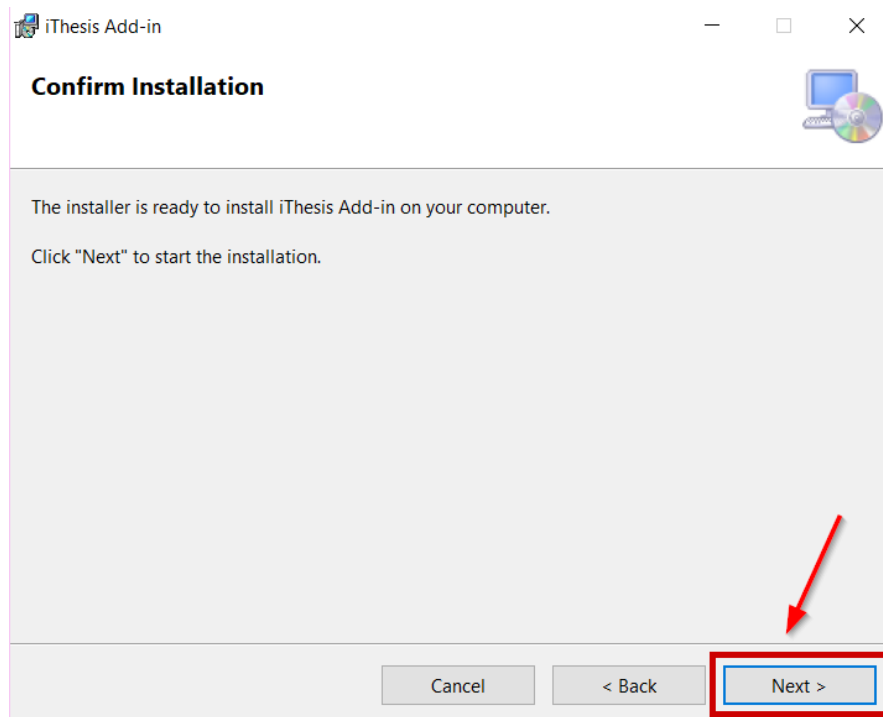 iThesis Add-in
Confirm Installation
The installer is ready to install iThesis Add-in on your computer.
Click "Next" to start the installation.
Cancel
< Back
Next >